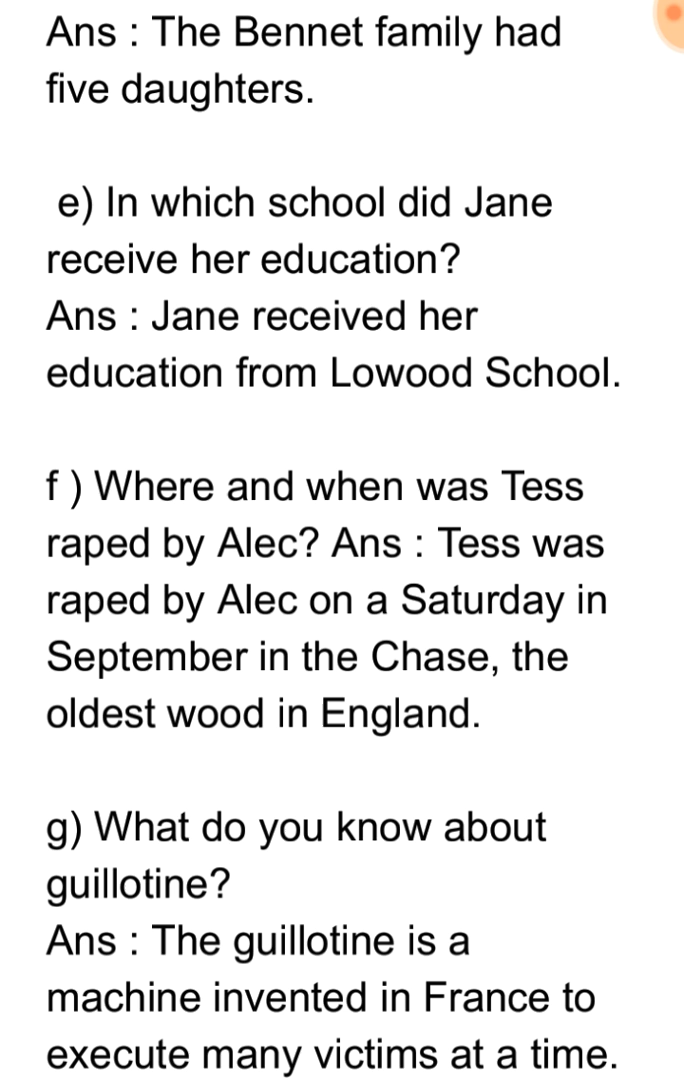 Ans : The Bennet family had
five daughters.
e) In which school did Jane
receive her education?
Ans : Jane received her
education from Lowood School.
f ) Where and when was Tess
raped by Alec? Ans : Tess was
raped by Alec on a Saturday in
September in the Chase, the
oldest wood in England.
g) What do you know about
guillotine?
Ans : The guillotine is a
machine invented in France to
execute many victims at a time.